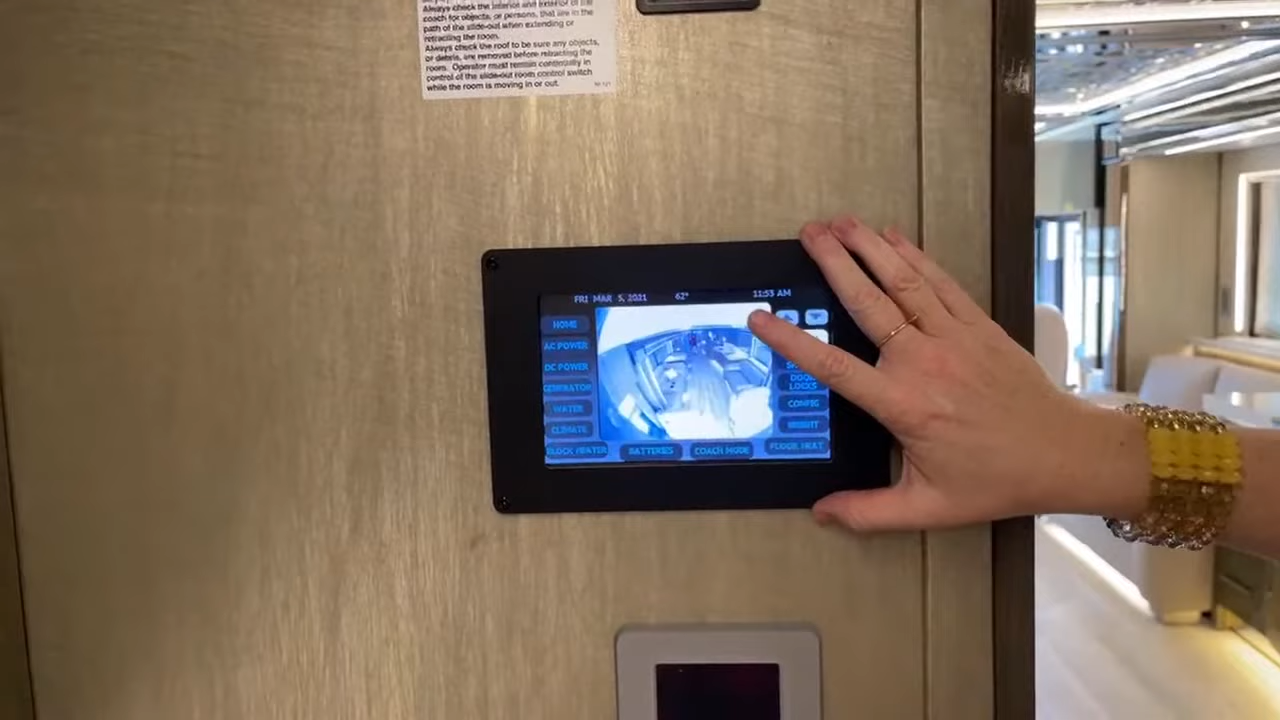 Always check the interior and exterior of the
coach for objects, or persons, that are in the
path of the slide-out when extending or
retracting the room.
Always check the roof to be sure any objects,
or debris, are removed before retracting the
room. Operator must remain continually in
control of the slide-out room control switch
while the room is moving in or out.
FRI MAR 5, 2021 62° 11:53 AM
HOME
AC POWER
DC POWER
GENERATOR
WATER
CLIMATE
BLOCK HEATER
BATTERIES
COACH MODE
FLOOR HEAT
DOOR
LOCKS
CONFIG